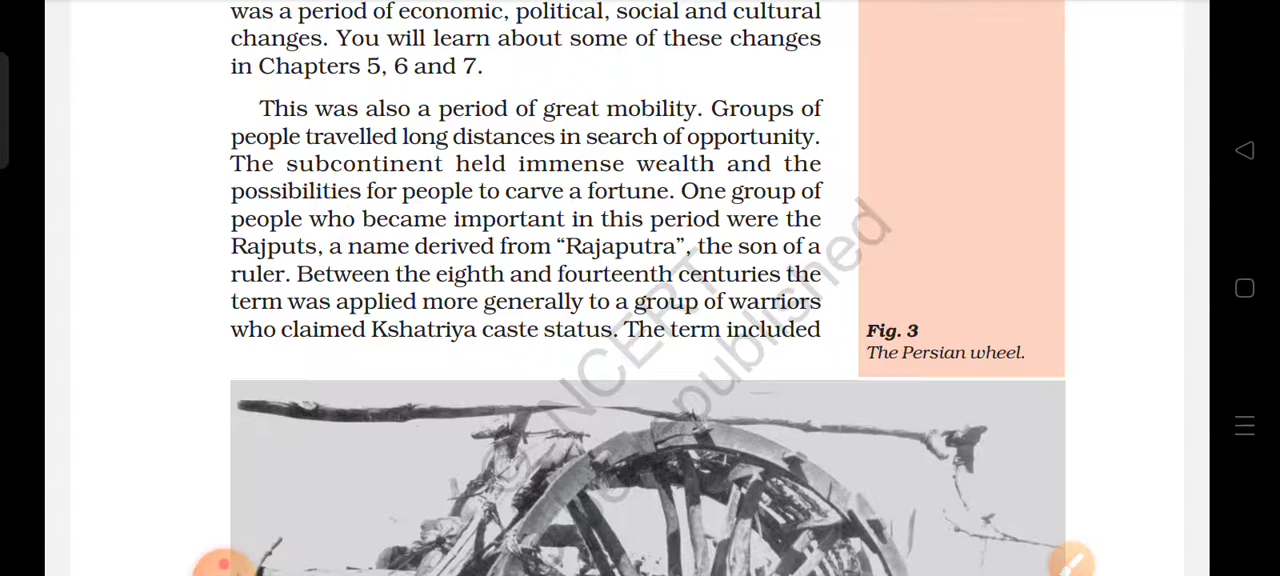 was a period of economic, political, social and cultural
changes. You will learn about some of these changes
in Chapters 5, 6 and 7.
This was also a period of great mobility. Groups of
people travelled long distances in search of opportunity.
The subcontinent held immense wealth and the
possibilities for people to carve a fortune. One group of
people who became important in this period were the
Rajputs, a name derived from “Rajaputra”, the son of a
ruler. Between the eighth and fourteenth centuries the
term was applied more generally to a group of warriors
who claimed Kshatriya caste status. The term included
Fig. 3
The Persian wheel.
© NCERT
published